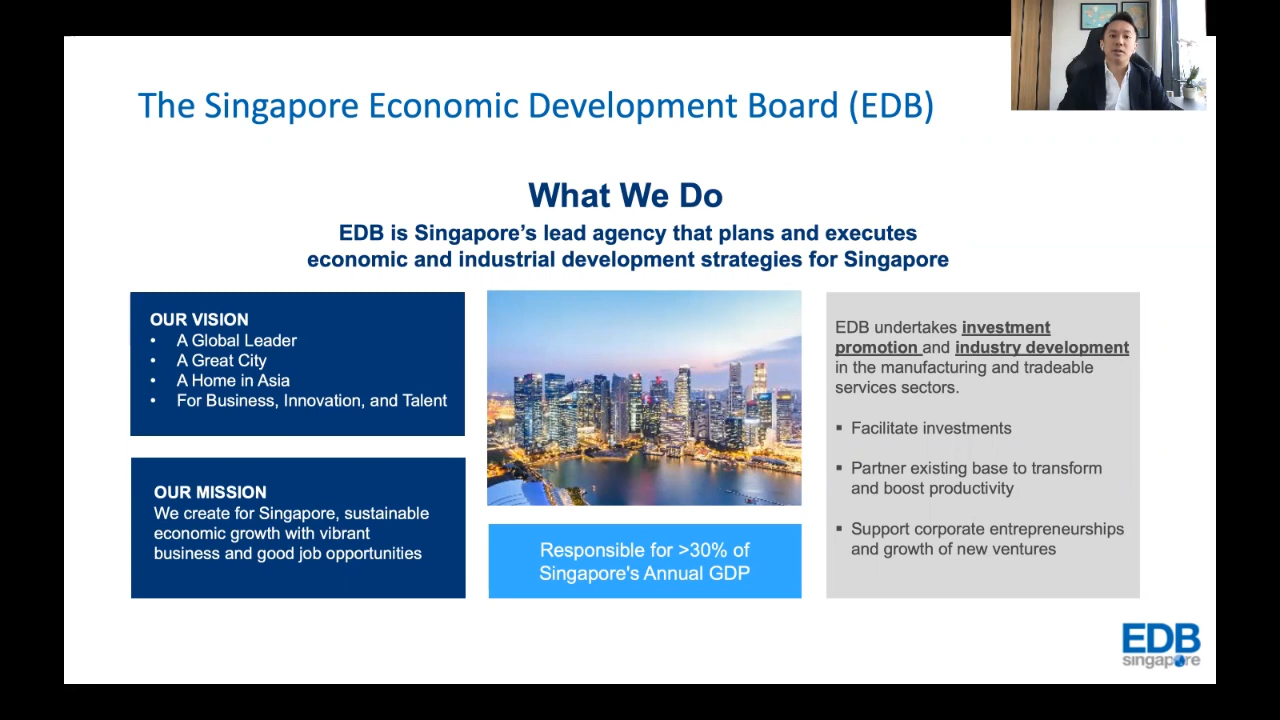 The Singapore Economic Development Board (EDB)
What We Do
EDB is Singapore’s lead agency that plans and executes
economic and industrial development strategies for Singapore
OUR VISION
• A Global Leader
• A Great City
• A Home in Asia
• For Business, Innovation, and Talent
OUR MISSION
We create for Singapore, sustainable
economic growth with vibrant
business and good job opportunities
Responsible for >30% of
Singapore's Annual GDP
EDB undertakes investment
promotion and industry development
in the manufacturing and tradeable
services sectors.
▪ Facilitate investments
▪ Partner existing base to transform
and boost productivity
▪ Support corporate entrepreneurships
and growth of new ventures
EDB
singapore